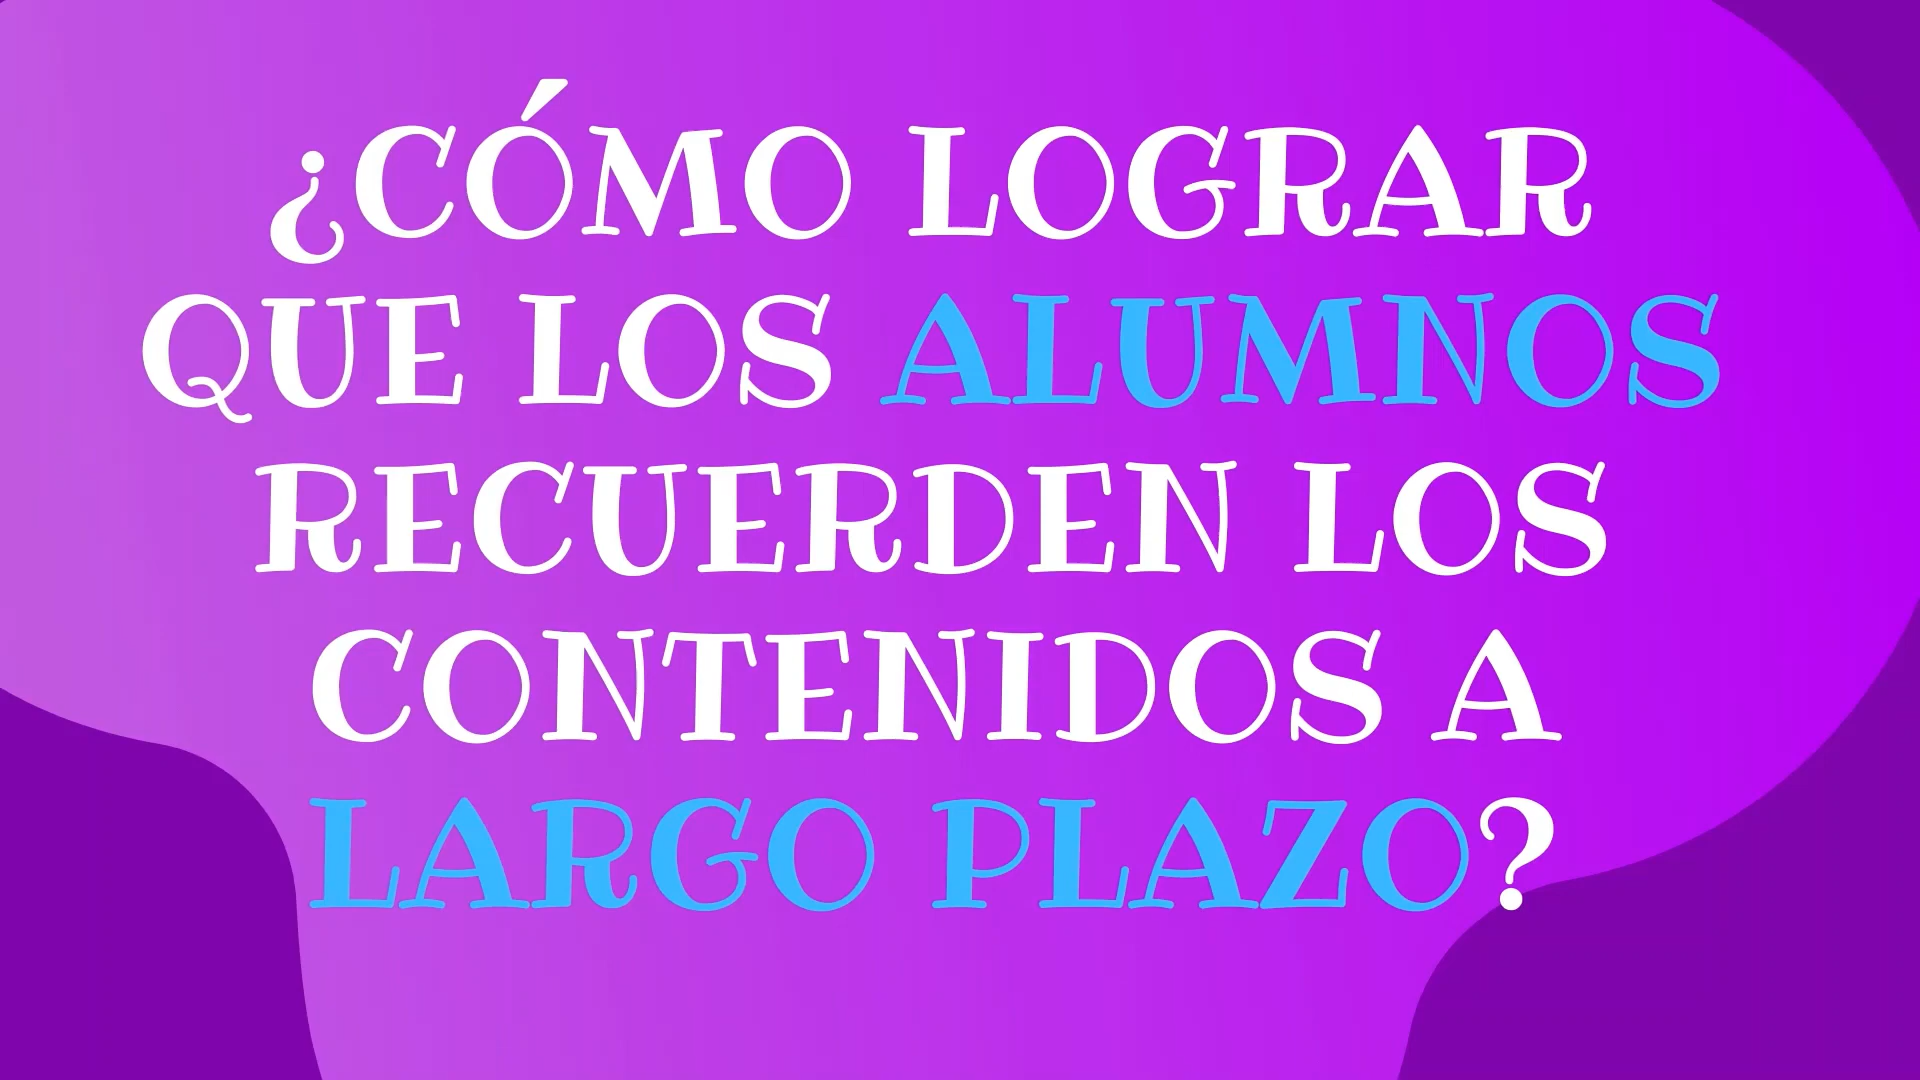 ¿CÓMO LOGRAR
QUE LOS ALUMNOS
RECUERDEN LOS
CONTENIDOS A
LARGO PLAZO?